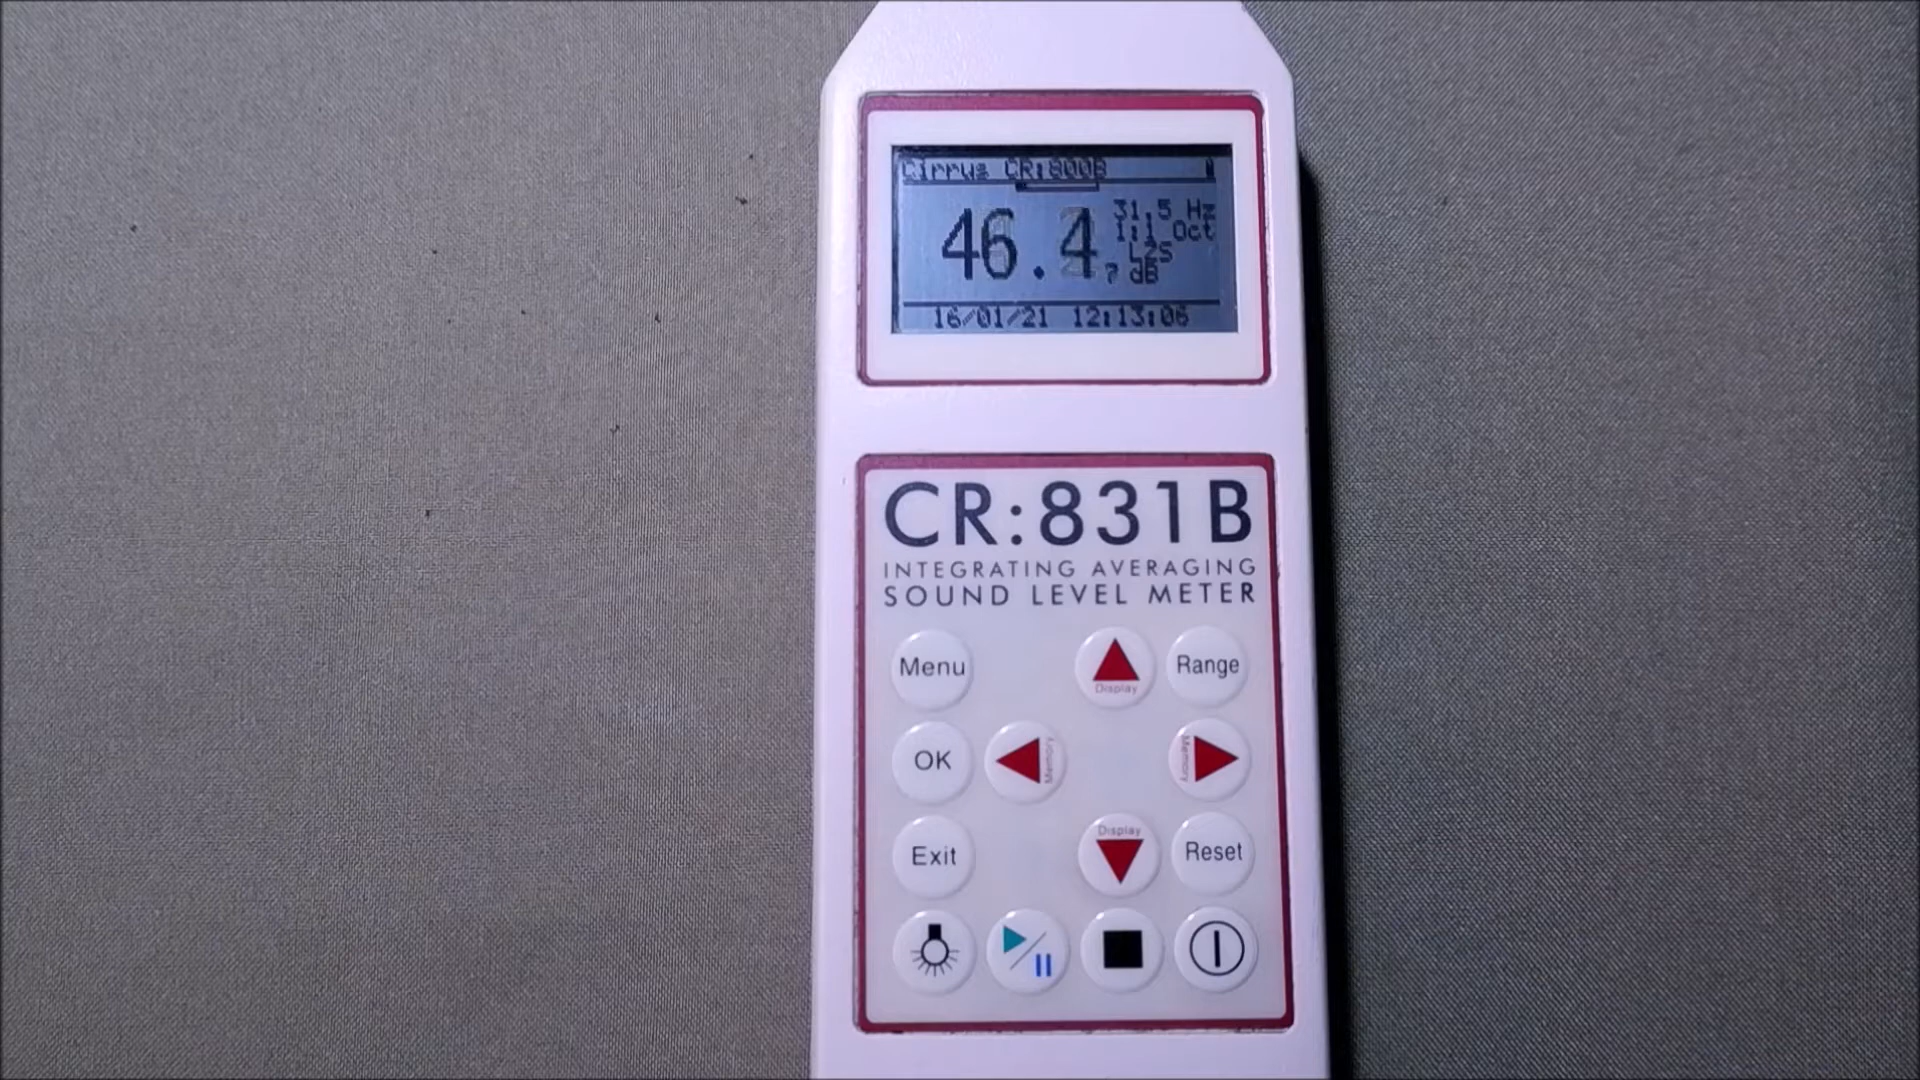 Cirrus CR:800B
46.4
31.5 Hz
1:1 Oct
dB
16/01/21 12:13:06
CR:831B
INTEGRATING AVERAGING
SOUND LEVEL METER
Menu
Display
Range
OK
Memory
Memory
Exit
Display
Reset